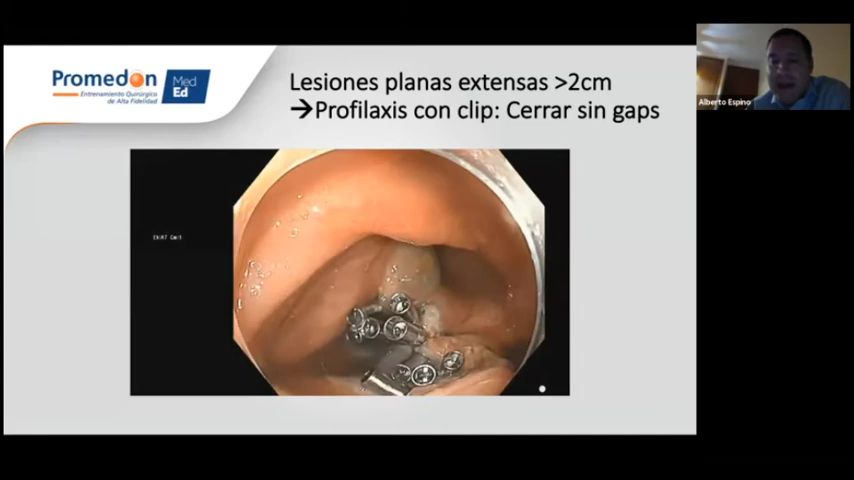 Promedon
Entrenamiento Quirúrgico
de Alta Fidelidad
Med
Ed
Lesiones planas extensas >2cm
→Profilaxis con clip: Cerrar sin gaps
Alberto Espino